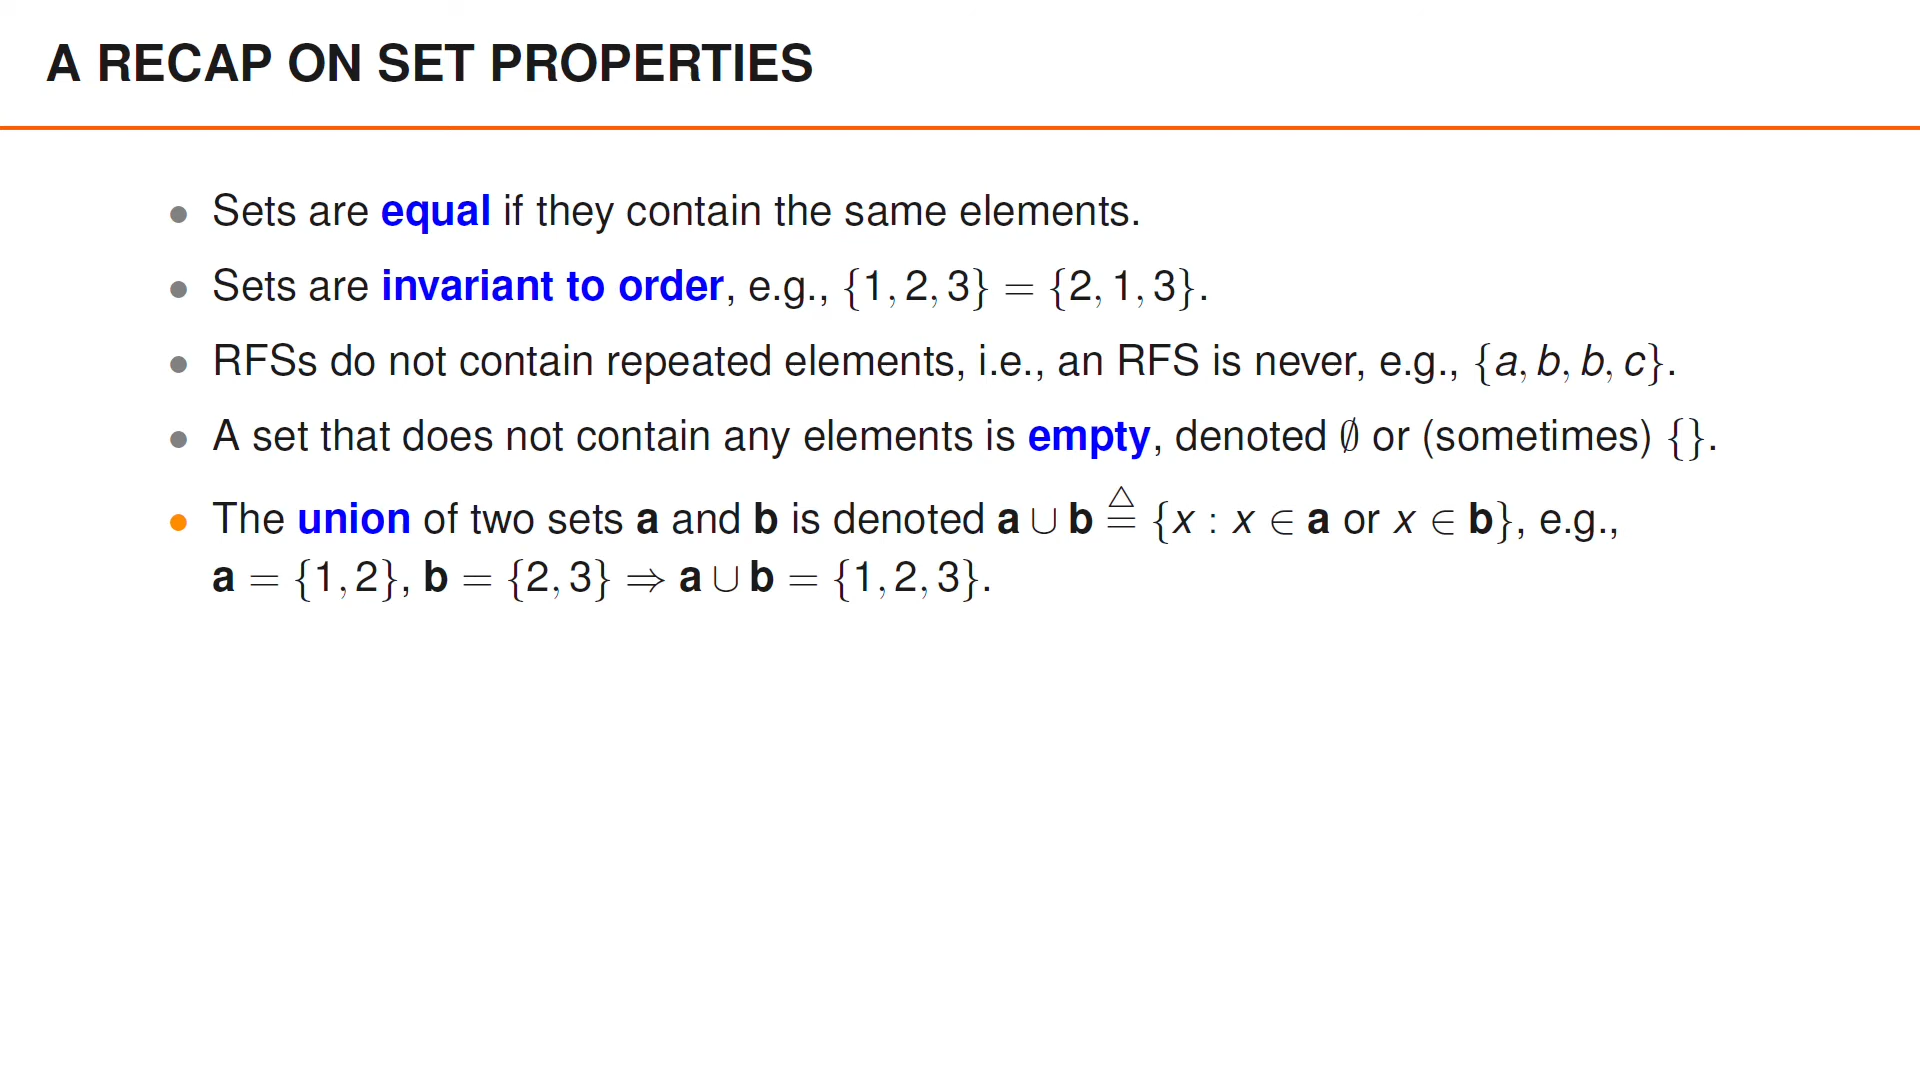 A RECAP ON SET PROPERTIES
● Sets are equal if they contain the same elements.
● Sets are invariant to order, e.g., {1, 2, 3} = {2, 1, 3}.
● RFSs do not contain repeated elements, i.e., an RFS is never, e.g., {a, b, b, c}.
● A set that does not contain any elements is empty, denoted ∅ or (sometimes) {}.
● The union of two sets a and b is denoted a ∪ b ≜ {x : x ∈ a or x ∈ b}, e.g.,
a = {1, 2}, b = {2, 3} ⇒ a ∪ b = {1, 2, 3}.